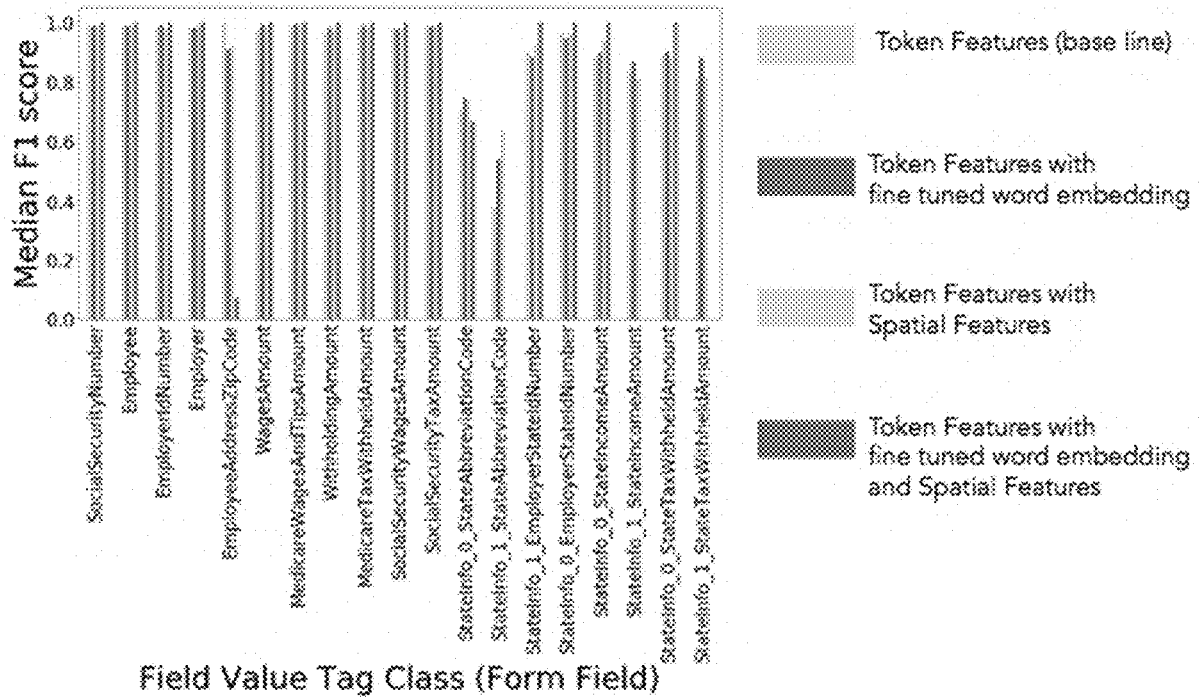 Median F1 score
1.0
0.8
0.6
0.4
0.2
0.0
SocialSecurityNumber
Employee
EmployerIdNumber
Employer
EmployeeAddressZipCode
WagesAmount
MedicareWagesAndTipsAmount
WithholdingAmount
MedicareTaxWithheldAmount
SocialSecurityWagesAmount
SocialSecurityTaxAmount
StateInfo_0_StateAbbreviationCode
StateInfo_1_StateAbbreviationCode
StateInfo_1_EmployerStateIdNumber
StateInfo_0_EmployerStateIdNumber
StateInfo_0_StateIncomeAmount
StateInfo_1_StateIncomeAmount
StateInfo_0_StateTaxWithheldAmount
StateInfo_1_StateTaxWithheldAmount
Field Value Tag Class (Form Field)
Token Features (base line)
Token Features with
fine tuned word embedding
Token Features with
Spatial Features
Token Features with
fine tuned word embedding
and Spatial Features